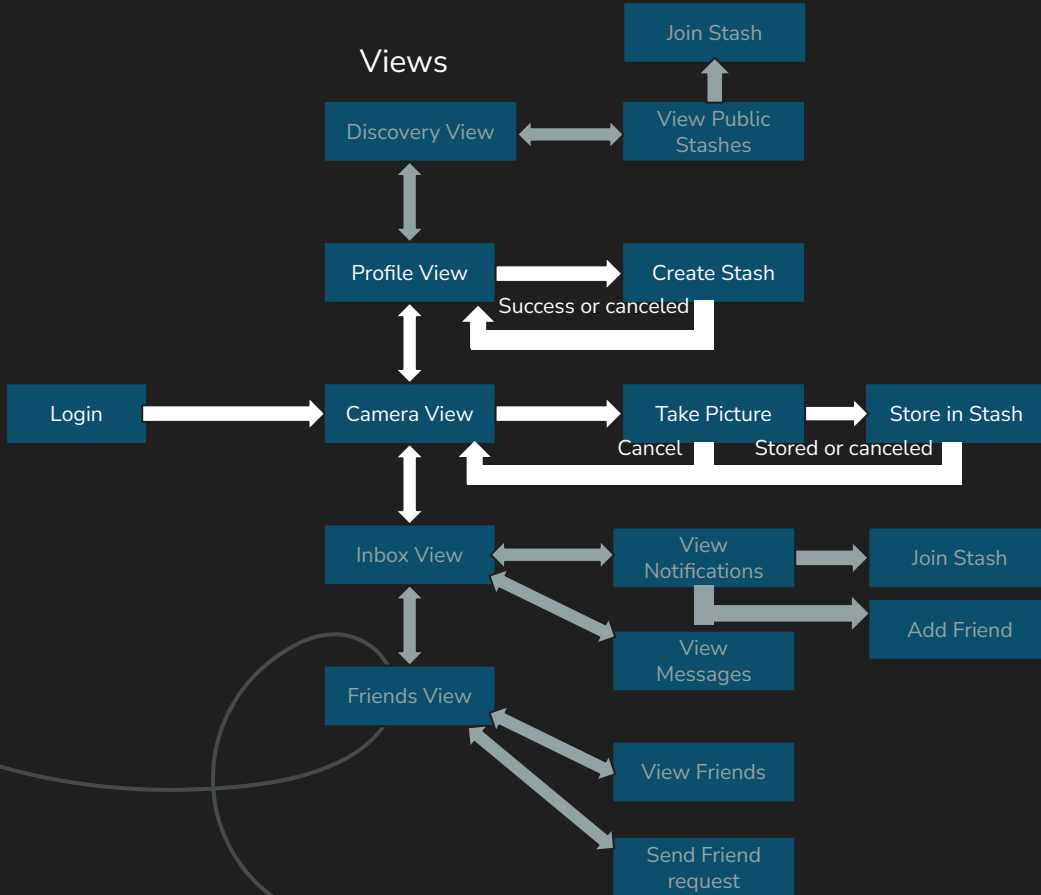 Join Stash
Views
Discovery View
View Public
Stashes
Profile View
Create Stash
Success or canceled
Login
Camera View
Take Picture
Store in Stash
Cancel
Stored or canceled
Inbox View
View
Notifications
Join Stash
Add Friend
View
Messages
Friends View
View Friends
Send Friend
request